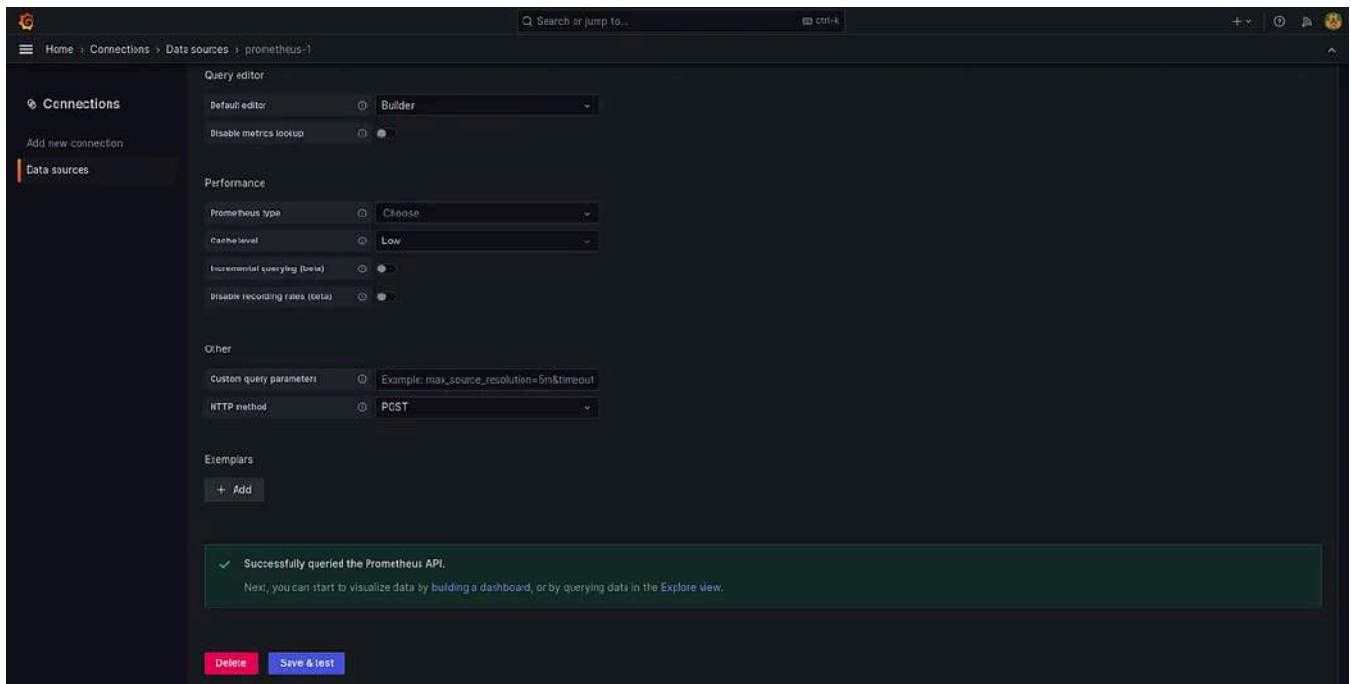 Search or jump to...
ctrl+k
Home › Connections › Data sources › prometheus-1
Connections
Add new connection
Data sources
Query editor
Default editor
Builder
Disable metrics lookup
Performance
Prometheus type
Choose
Cache level
Low
Incremental querying (beta)
Disable recording rules (beta)
Other
Custom query parameters
Example: max_source_resolution=5m&timeout
HTTP method
POST
Exemplars
+ Add
Successfully queried the Prometheus API.
Next, you can start to visualize data by building a dashboard, or by querying data in the Explore view.
Delete
Save & test